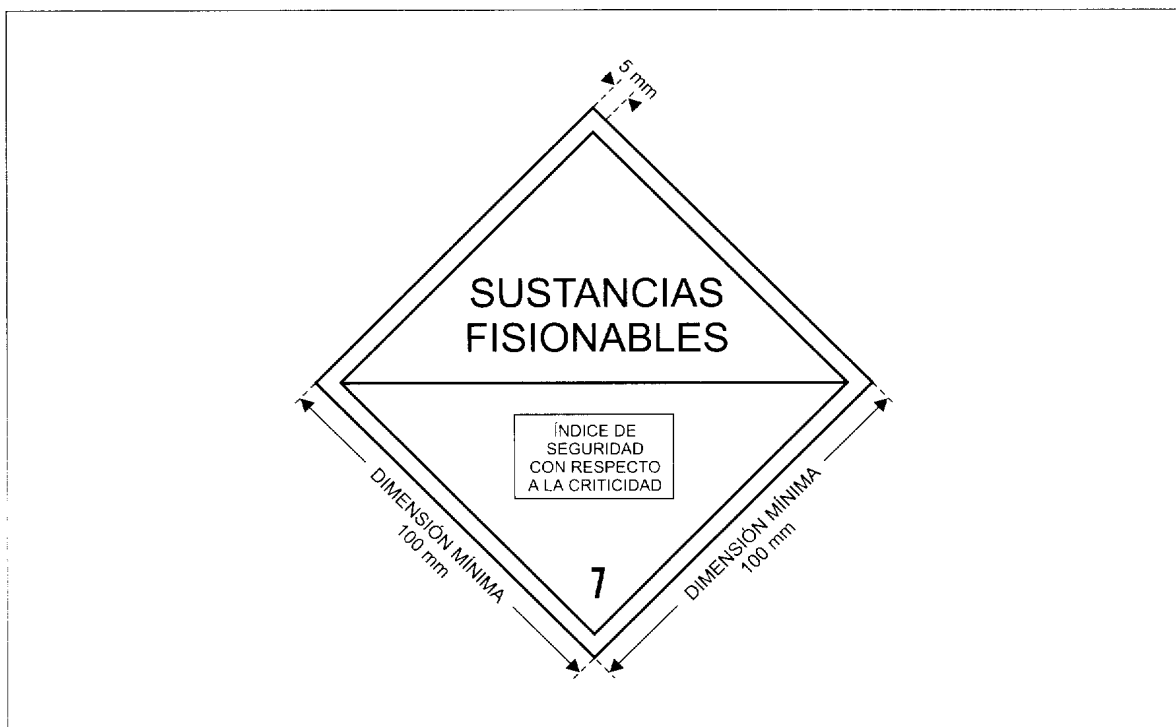 5 mm
SUSTANCIAS
FISIONABLES
ÍNDICE DE
SEGURIDAD
CON RESPECTO
A LA CRITICIDAD
DIMENSIÓN MÍNIMA
100 mm
DIMENSIÓN MÍNIMA
100 mm
7